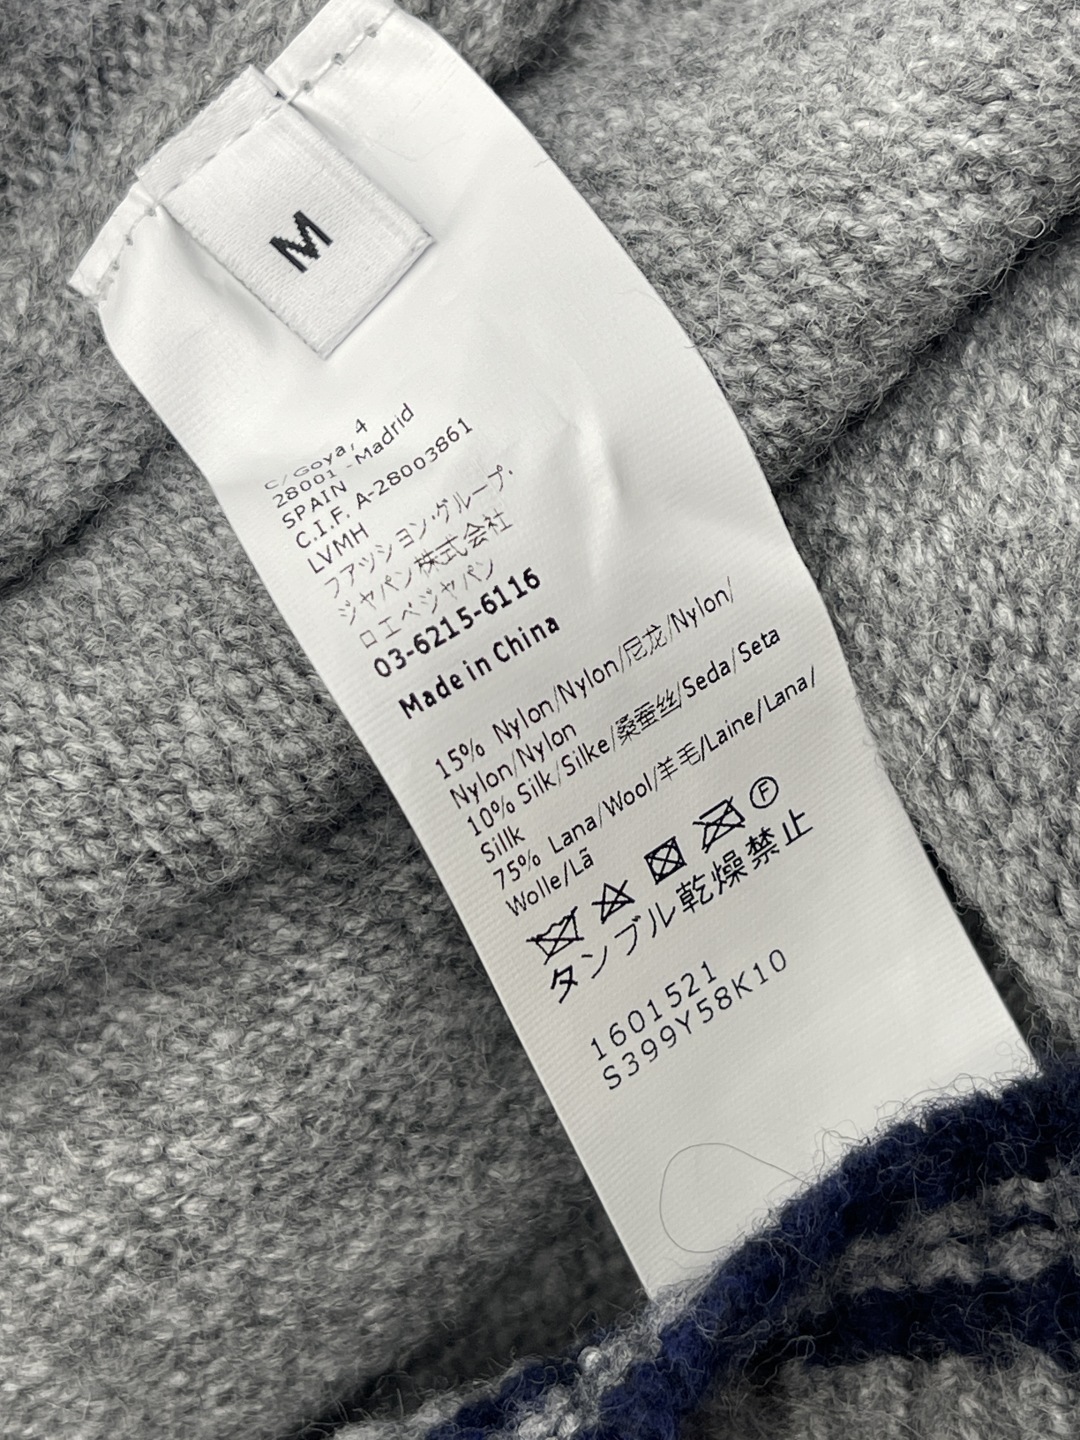 M
C/Goya, 4
28001 -Madrid
SPAIN
C.I.F. A-28003861
LVMH
ファッション·グループ·
ジャパン株式会社
ロエベジャパン
03-6215-6116
Made in China
15% Nylon/Nylon/尼龙/Nylon/
Nylon/Nylon
10% Silk/Silke/桑蚕丝/Seda/Seta
Sillk
75% Lana/Wool/羊毛/Laine/Lana/
Wolle/Lã
F
タンブル乾燥禁止
1601521
S399Y58K10